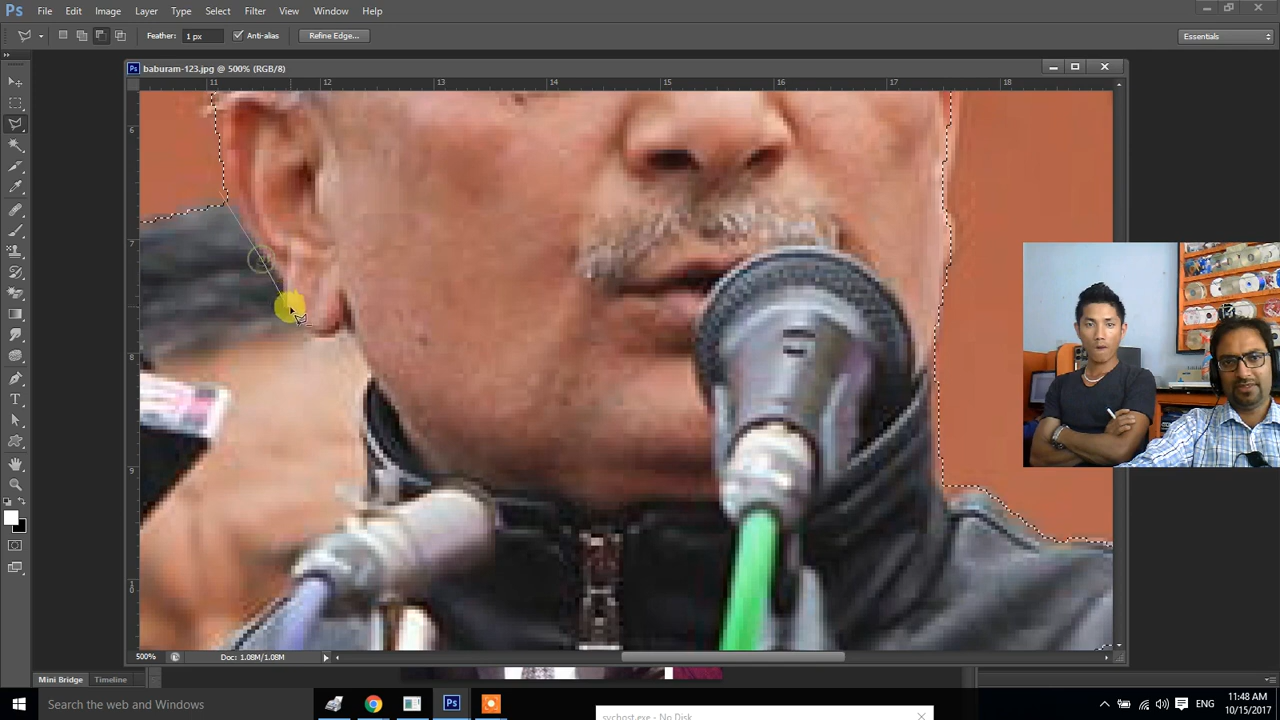 Ps File Edit Image Layer Type Select Filter View Window Help
Feather: 1 px Anti-alias Refine Edge... Essentials
Ps baburam-123.jpg @ 500% (RGB/8)
11 12 13 14 15 16 17 18
6
7
8
9
10
500% Doc: 1.08M/1.08M
Mini Bridge Timeline
Search the web and Windows
Ps
ENG
11:48 AM
10/15/2017
svchost.exe - No Disk